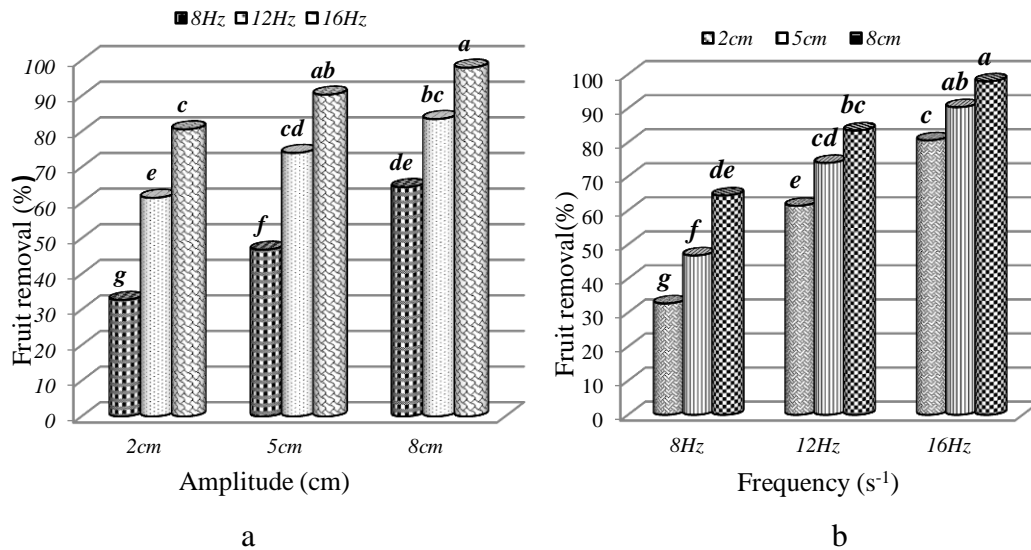 8Hz 12Hz 16Hz
Fruit removal (%)
100
90
80
70
60
50
40
30
20
10
0
g
e
c
f
cd
ab
de
bc
a
2cm 5cm 8cm
Amplitude (cm)
a
2cm 5cm 8cm
Fruit removal (%)
100
90
80
70
60
50
40
30
20
10
0
g
f
de
e
cd
bc
c
ab
a
8Hz 12Hz 16Hz
Frequency (s⁻¹)
b